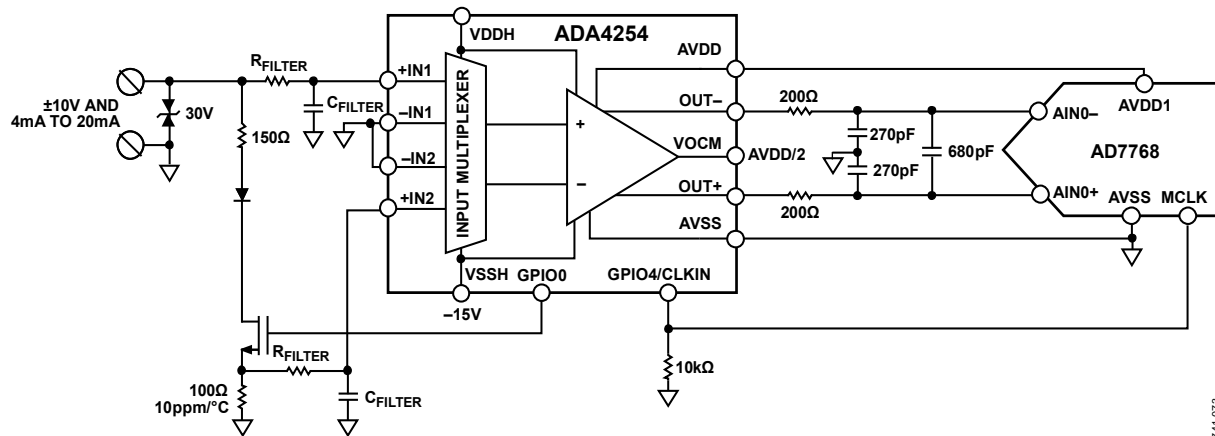 ADA4254
VDDH
AVDD
RFILTER
+IN1
±10V AND
4mA TO 20mA
30V
CFILTER
–IN1
150Ω
–IN2
+IN2
INPUT MULTIPLEXER
+
–
OUT–
200Ω
VOCM
AVDD/2
OUT+
200Ω
270pF
270pF
680pF
AVDD1
AIN0–
AD7768
AIN0+
AVSS
MCLK
AVSS
VSSH
GPIO0
GPIO4/CLKIN
–15V
RFILTER
100Ω
10ppm/°C
CFILTER
10kΩ